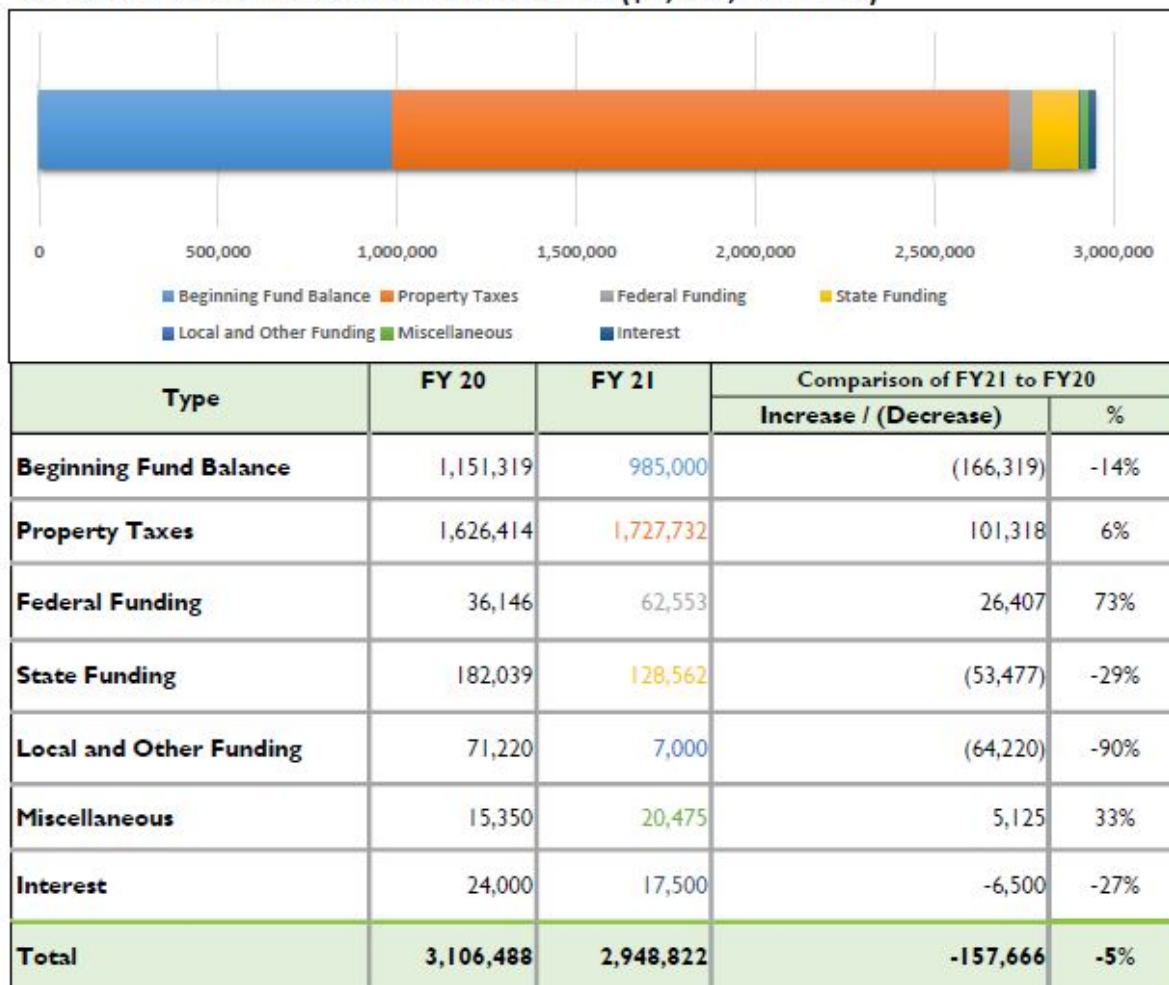 0 500,000 1,000,000 1,500,000 2,000,000 2,500,000 3,000,000
Beginning Fund Balance Property Taxes Federal Funding State Funding
Local and Other Funding Miscellaneous Interest
Type FY 20 FY 21 Comparison of FY21 to FY20
Increase / (Decrease) %
Beginning Fund Balance 1,151,319 985,000 (166,319) -14%
Property Taxes 1,626,414 1,727,732 101,318 6%
Federal Funding 36,146 62,553 26,407 73%
State Funding 182,039 128,562 (53,477) -29%
Local and Other Funding 71,220 7,000 (64,220) -90%
Miscellaneous 15,350 20,475 5,125 33%
Interest 24,000 17,500 -6,500 -27%
Total 3,106,488 2,948,822 -157,666 -5%